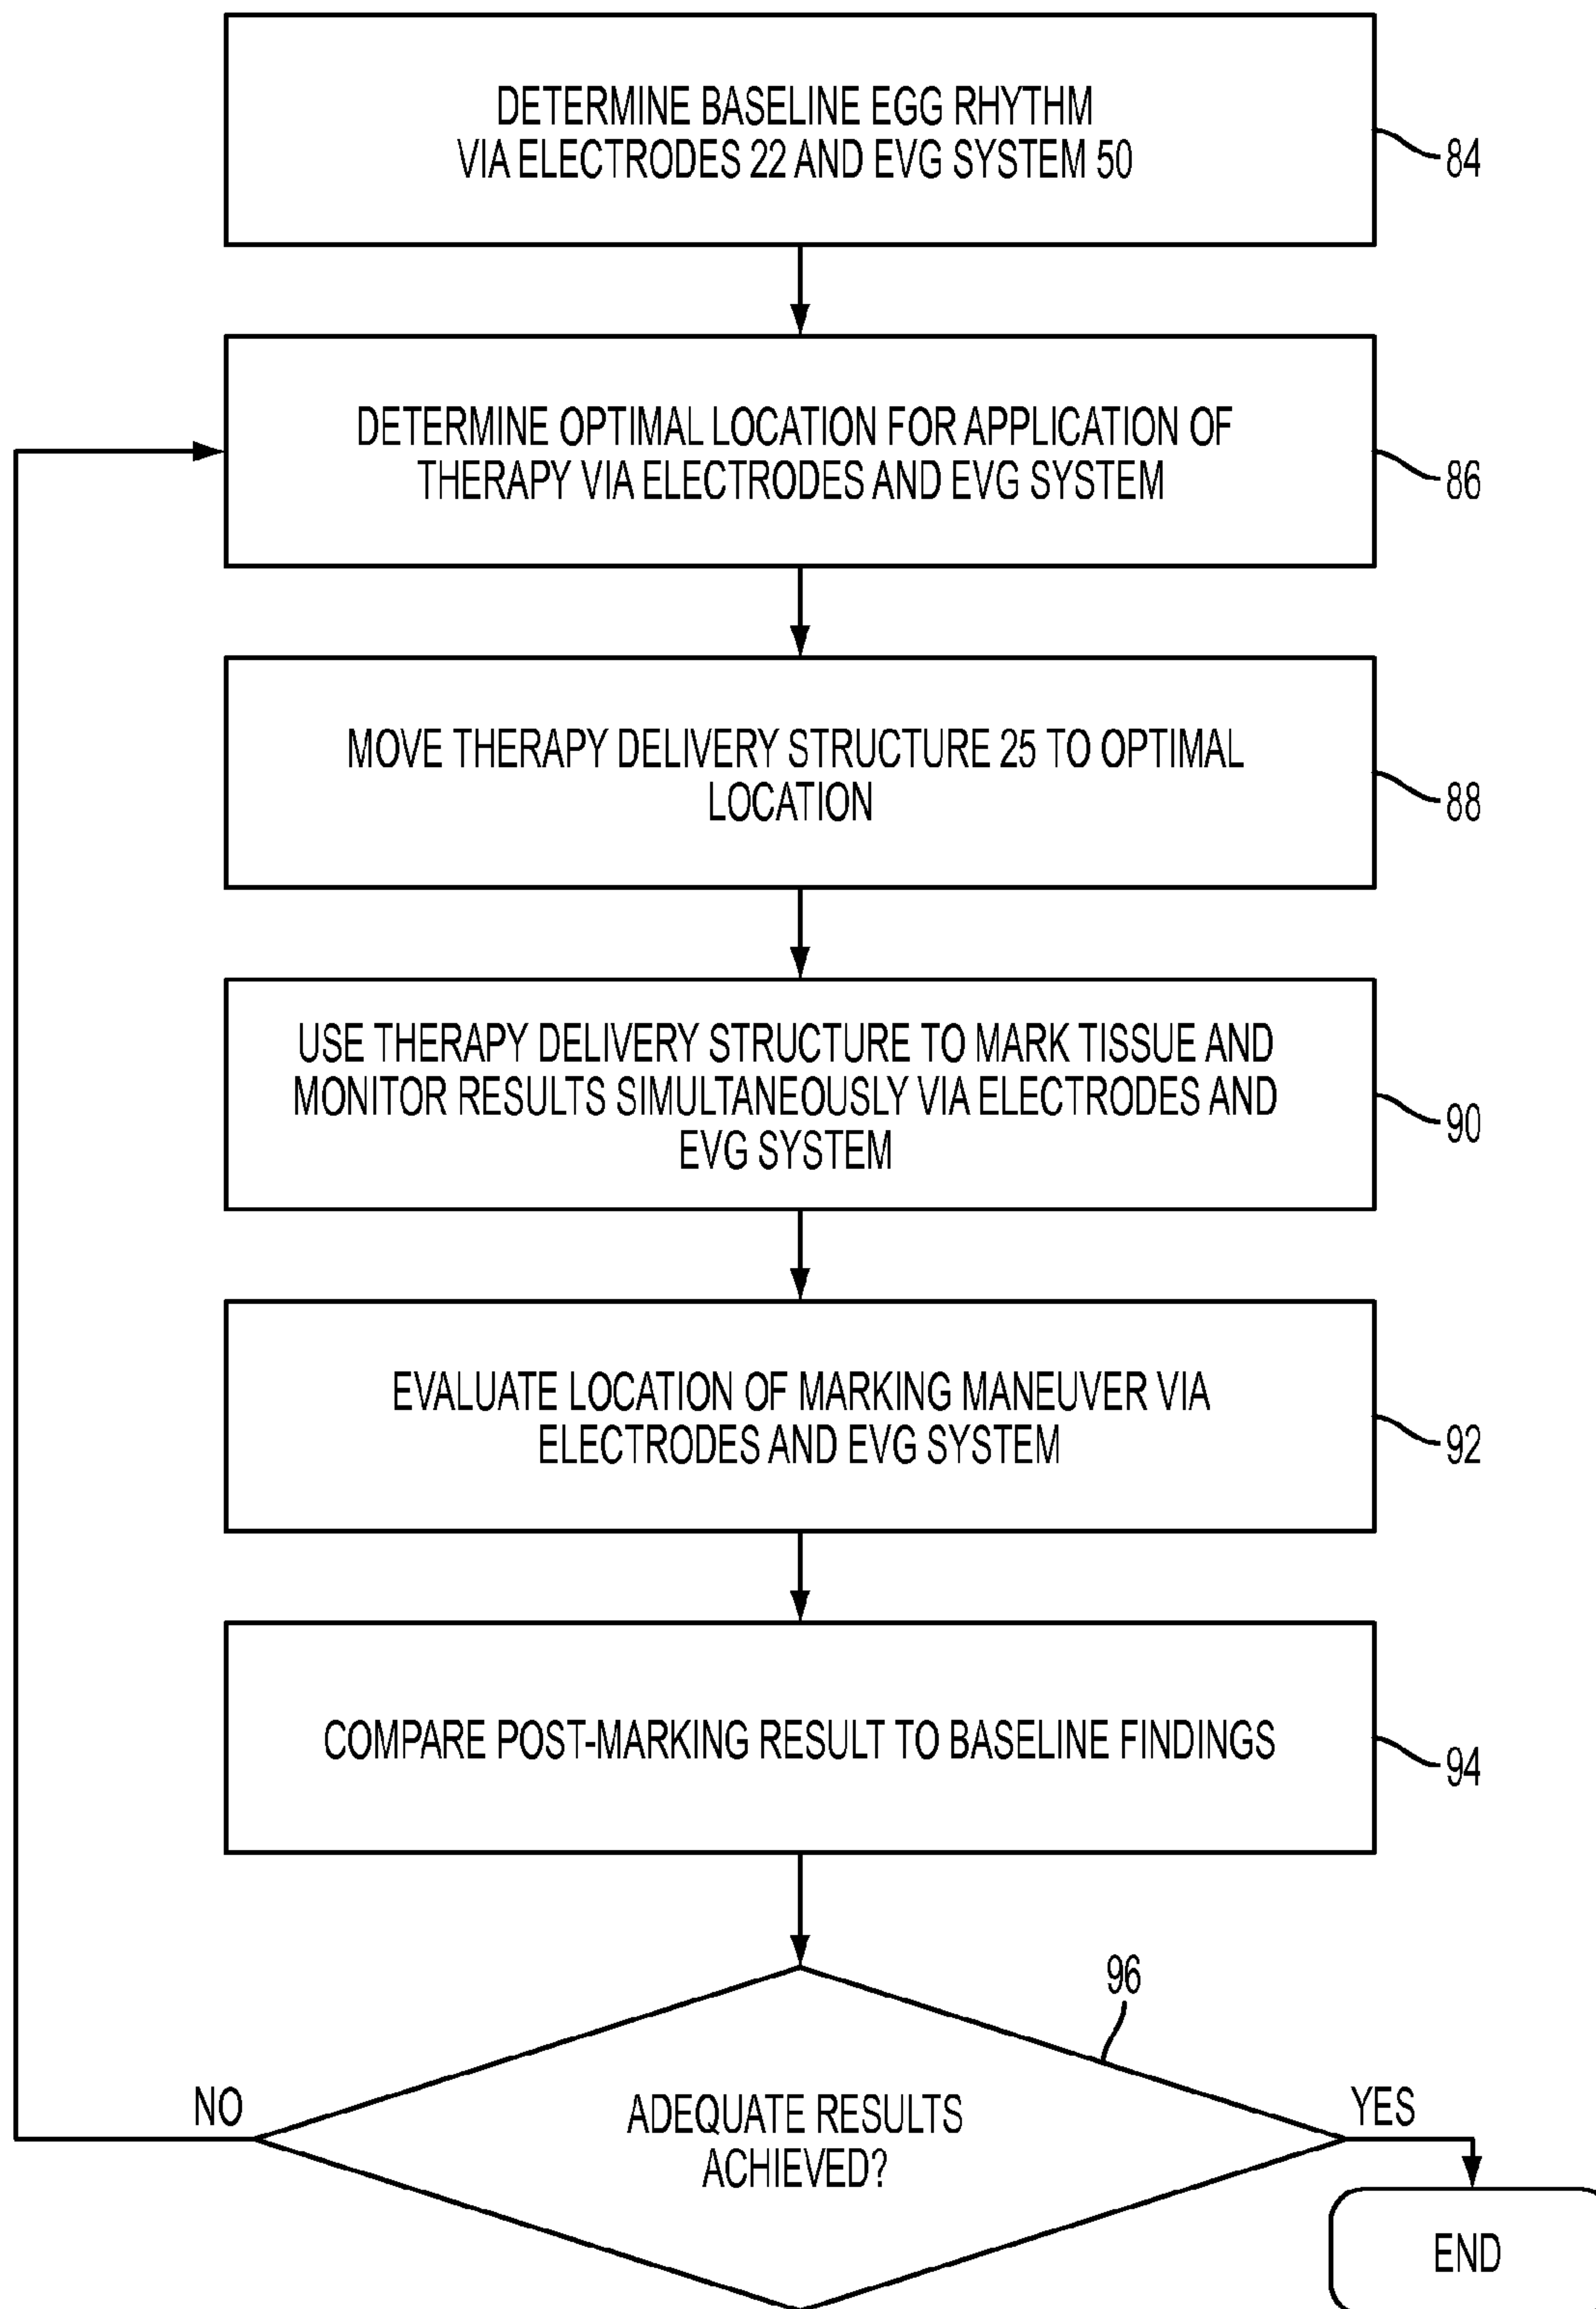 DETERMINE BASELINE EGG RHYTHM
VIA ELECTRODES 22 AND EVG SYSTEM 50
84
DETERMINE OPTIMAL LOCATION FOR APPLICATION OF
THERAPY VIA ELECTRODES AND EVG SYSTEM
86
MOVE THERAPY DELIVERY STRUCTURE 25 TO OPTIMAL
LOCATION
88
USE THERAPY DELIVERY STRUCTURE TO MARK TISSUE AND
MONITOR RESULTS SIMULTANEOUSLY VIA ELECTRODES AND
EVG SYSTEM
90
EVALUATE LOCATION OF MARKING MANEUVER VIA
ELECTRODES AND EVG SYSTEM
92
COMPARE POST-MARKING RESULT TO BASELINE FINDINGS
94
96
NO
ADEQUATE RESULTS
ACHIEVED?
YES
END